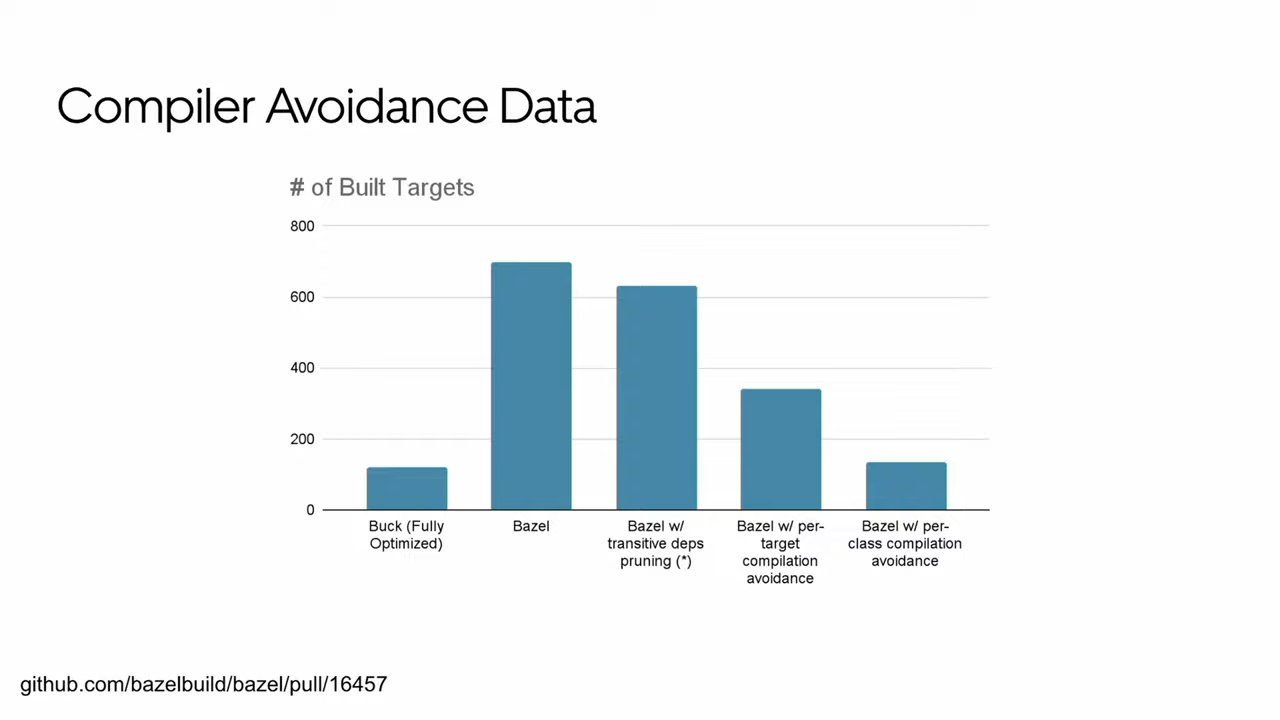 Compiler Avoidance Data
# of Built Targets
800
600
400
200
0
Buck (Fully
Optimized)
Bazel
Bazel w/
transitive deps
pruning (*)
Bazel w/ per-
target
compilation
avoidance
Bazel w/ per-
class compilation
avoidance
github.com/bazelbuild/bazel/pull/16457